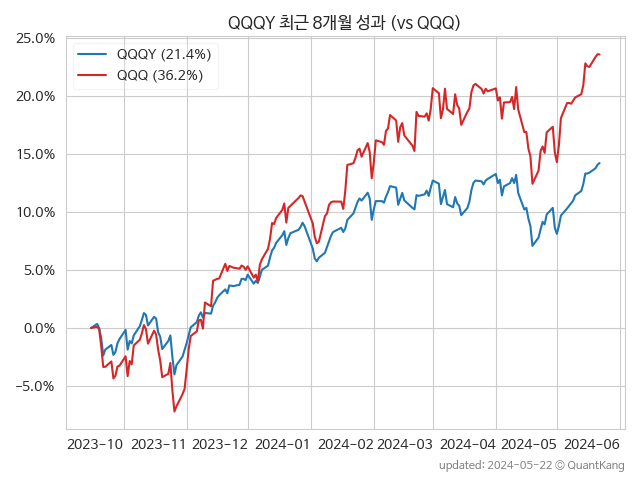 QQQY 최근 8개월 성과 (vs QQQ)
25.0%
20.0%
15.0%
10.0%
5.0%
0.0%
−5.0%
QQQY (21.4%)
QQQ (36.2%)
2023-10 2023-11 2023-12 2024-01 2024-02 2024-03 2024-04 2024-05 2024-06
updated: 2024-05-22 © QuantKang